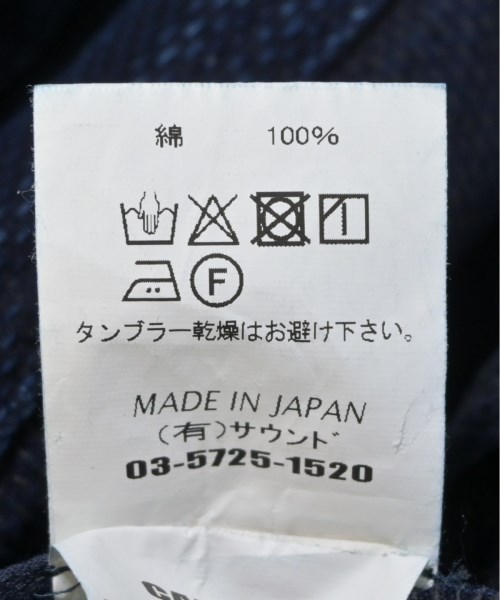 綿 100%
F
タンブラー乾燥はお避け下さい。
MADE IN JAPAN
(有)サウンド
03-5725-1520